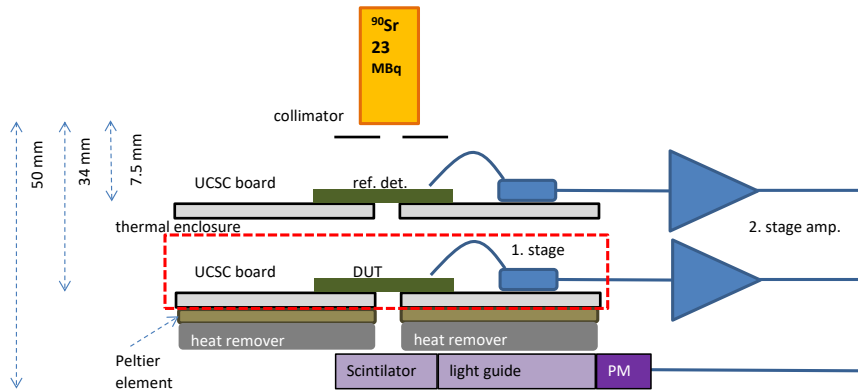 ⁹⁰Sr
23
MBq
collimator
50 mm
34 mm
7.5 mm
UCSC board
ref. det.
thermal enclosure
2. stage amp.
1. stage
UCSC board
DUT
heat remover
heat remover
Peltier
element
Scintilator
light guide
PM